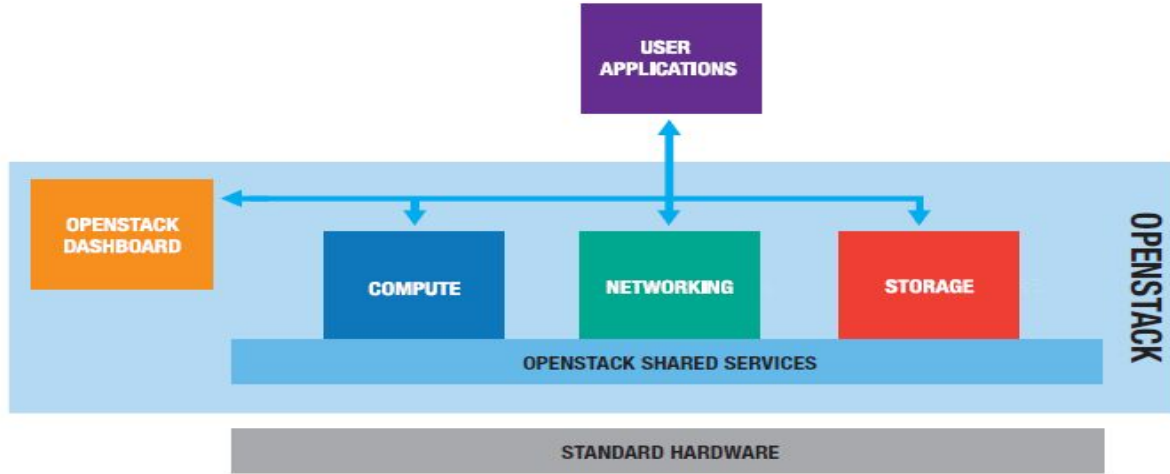 USER
APPLICATIONS
OPENSTACK
DASHBOARD
COMPUTE
NETWORKING
STORAGE
OPENSTACK
OPENSTACK SHARED SERVICES
STANDARD HARDWARE